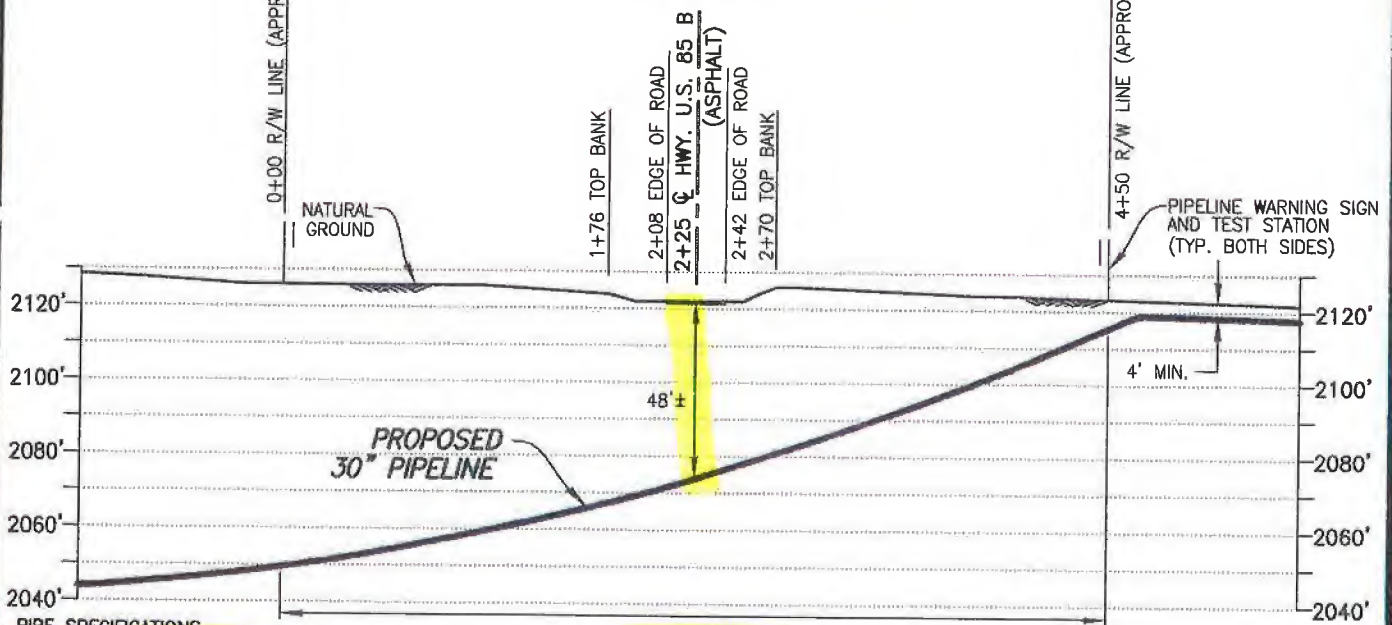 0+00 R/W LINE
1+76 TOP BANK
2+08 EDGE OF ROAD
2+25 ℄ HWY. U.S. 85 B
(ASPHALT)
2+42 EDGE OF ROAD
2+70 TOP BANK
4+50 R/W LINE
NATURAL
GROUND
PIPELINE WARNING SIGN
AND TEST STATION
(TYP. BOTH SIDES)
2120'
2100'
2080'
2060'
2040'
2120'
2100'
2080'
2060'
2040'
48'±
4' MIN.
PROPOSED
30" PIPELINE
PIPE SPECIFICATIONS